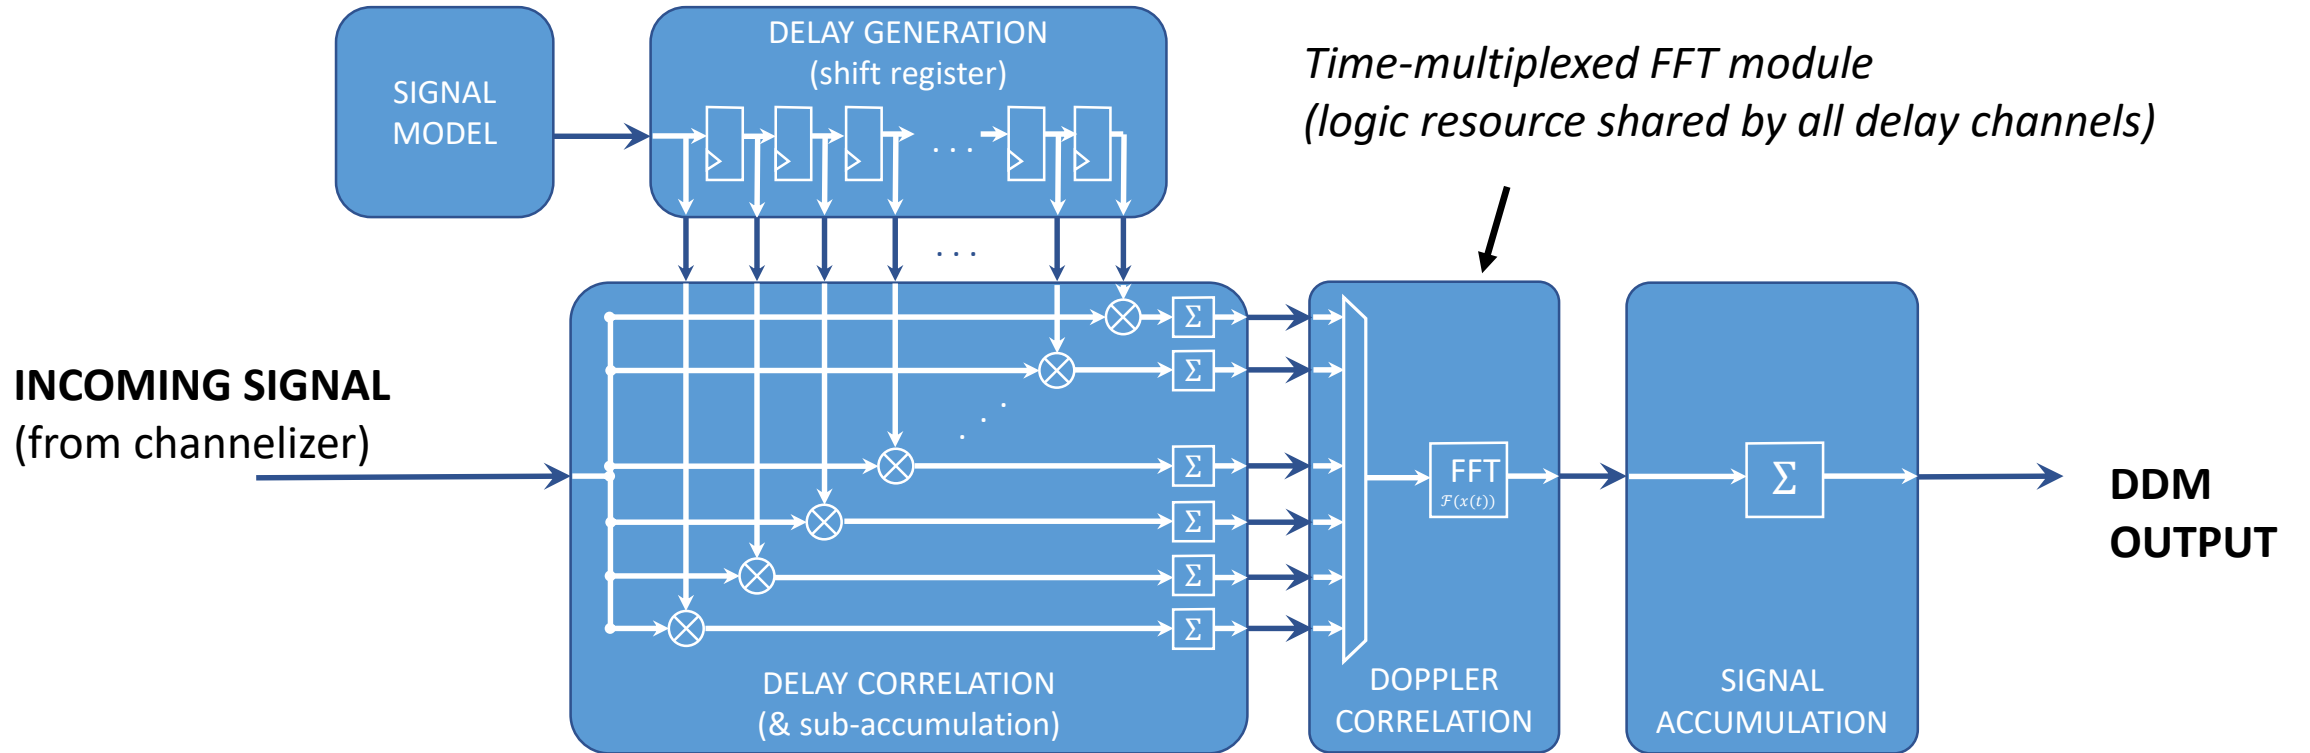 SIGNAL
MODEL
DELAY GENERATION
(shift register)
. . .
Time-multiplexed FFT module
(logic resource shared by all delay channels)
. . .
INCOMING SIGNAL
(from channelizer)
Σ
Σ
. . .
Σ
Σ
Σ
Σ
DELAY CORRELATION
(& sub-accumulation)
FFT
ℱ(x(t))
DOPPLER
CORRELATION
Σ
SIGNAL
ACCUMULATION
DDM
OUTPUT